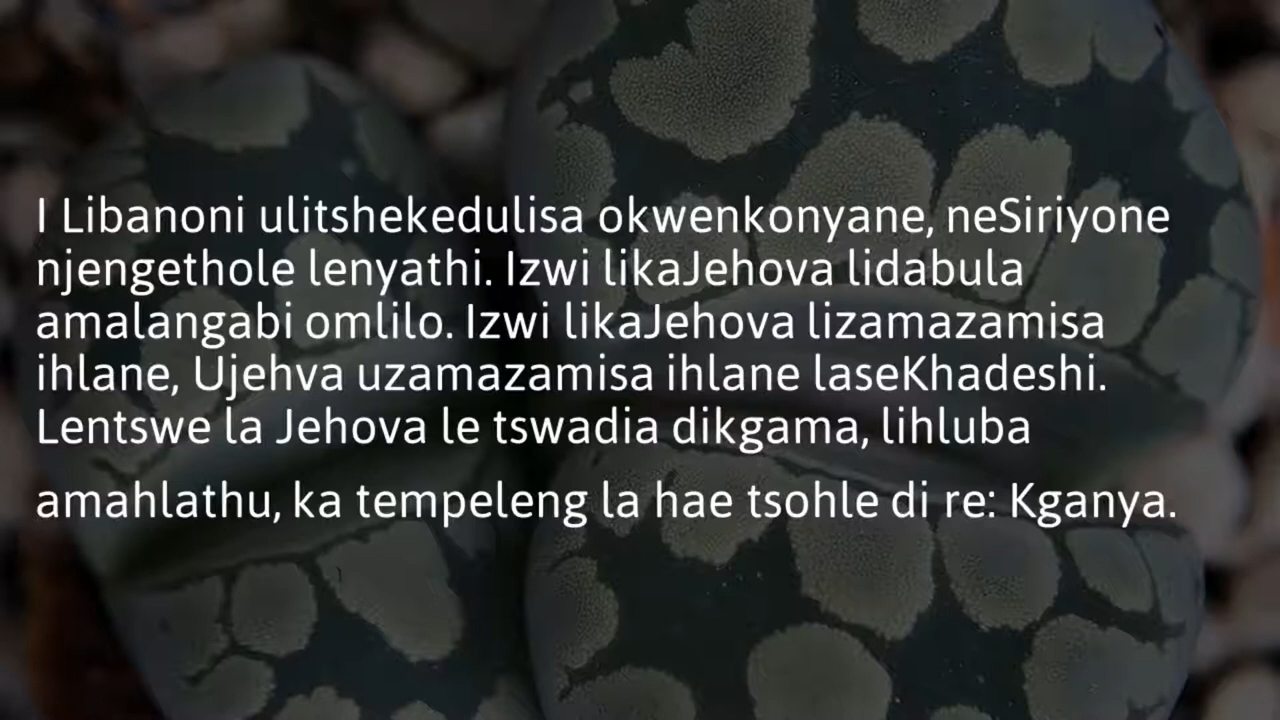 I Libanoni ulitshekedulisa okwenkonyane, neSiriyone
njengethole lenyathi. Izwi likaJehova lidabula
amalangabi omlilo. Izwi likaJehova lizamazamisa
ihlane, Ujehva uzamazamisa ihlane laseKhadeshi.
Lentswe la Jehova le tswadia dikgama, lihluba
amahlathu, ka tempeleng la hae tsohle di re: Kganya.